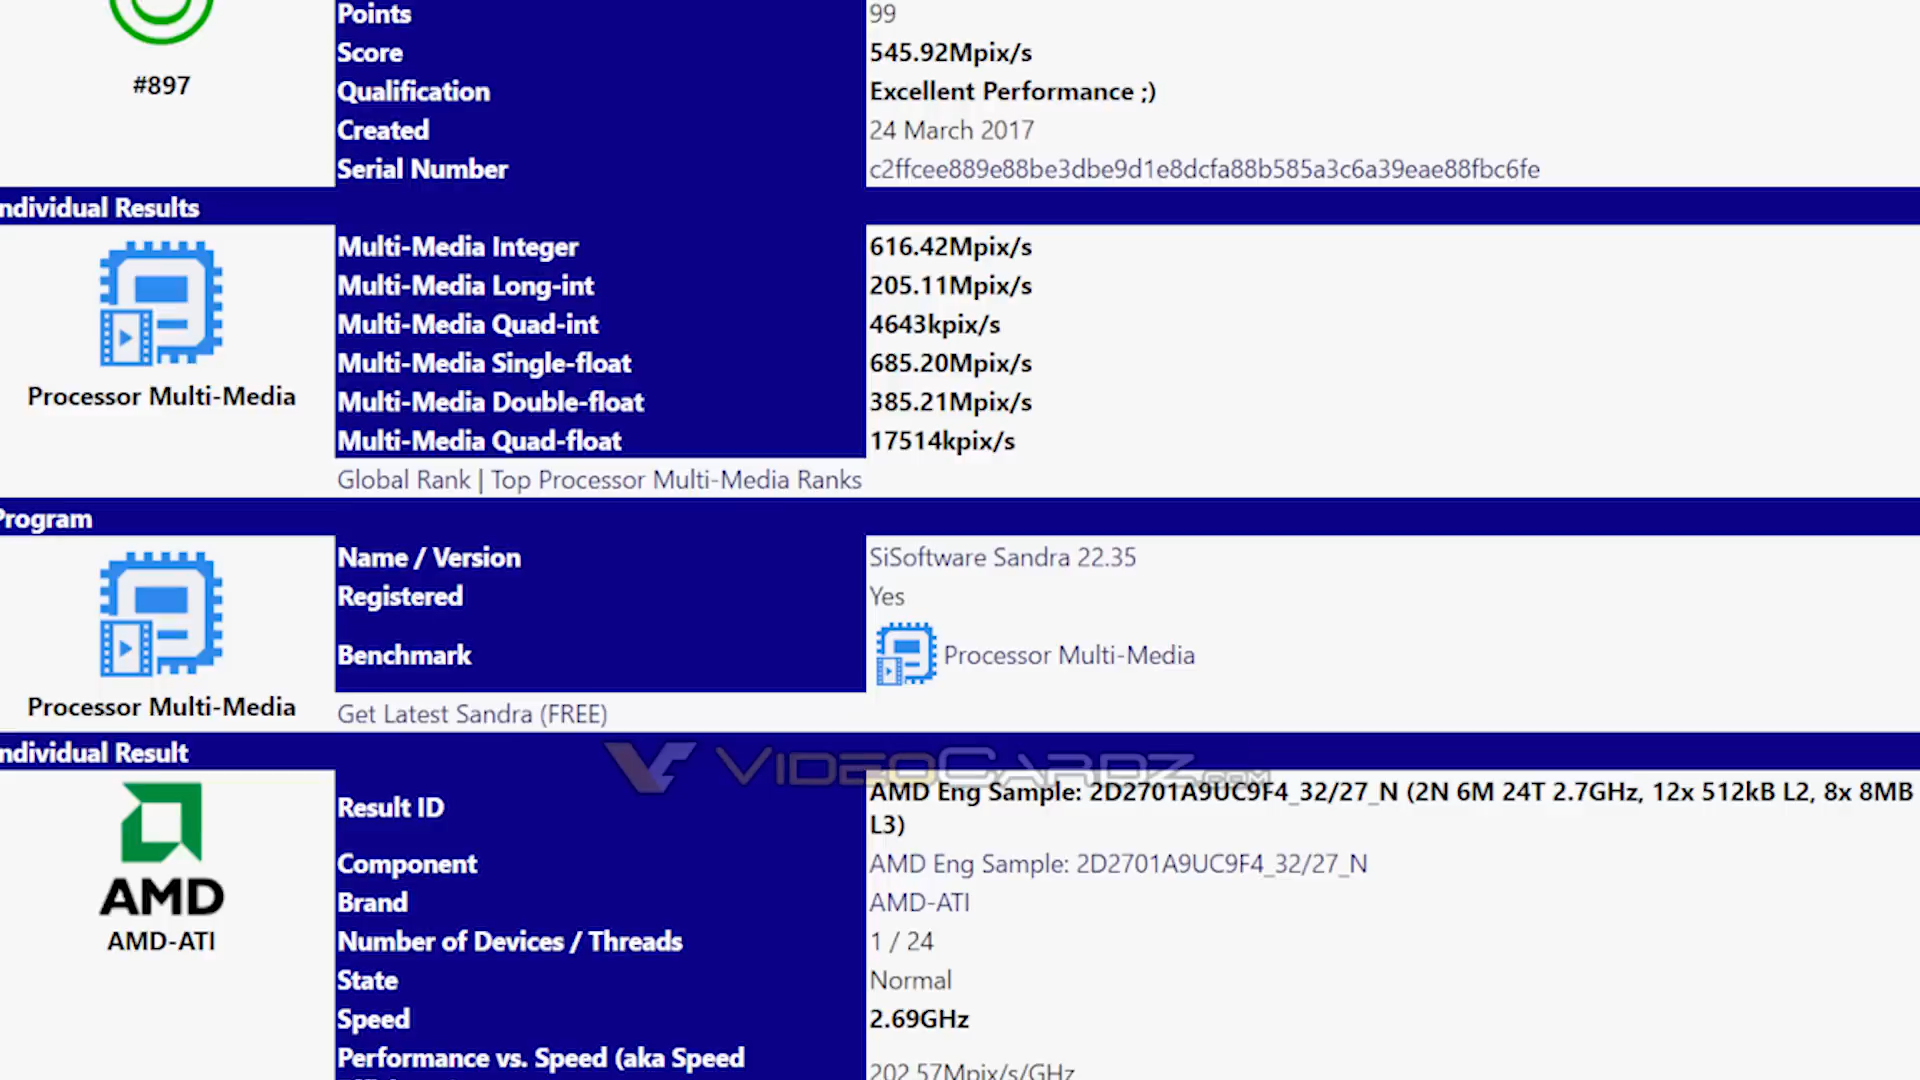 Points 99
Score 545.92Mpix/s
#897
Qualification Excellent Performance ;)
Created 24 March 2017
Serial Number c2ffcee889e88be3dbe9d1e8dcfa88b585a3c6a39eae88fbc6fe
ndividual Results
Multi-Media Integer 616.42Mpix/s
Multi-Media Long-int 205.11Mpix/s
Multi-Media Quad-int 4643kpix/s
Multi-Media Single-float 685.20Mpix/s
Processor Multi-Media
Multi-Media Double-float 385.21Mpix/s
Multi-Media Quad-float 17514kpix/s
Global Rank | Top Processor Multi-Media Ranks
Program
Name / Version SiSoftware Sandra 22.35
Registered Yes
Benchmark Processor Multi-Media
Processor Multi-Media
Get Latest Sandra (FREE)
ndividual Result
VIDEOCARDZ.COM
Result ID AMD Eng Sample: 2D2701A9UC9F4_32/27_N (2N 6M 24T 2.7GHz, 12x 512kB L2, 8x 8MB
L3)
Component AMD Eng Sample: 2D2701A9UC9F4_32/27_N
AMD
Brand AMD-ATI
AMD-ATI
Number of Devices / Threads 1 / 24
State Normal
Speed 2.69GHz
Performance vs. Speed (aka Speed
202.57Mpix/s/GHz